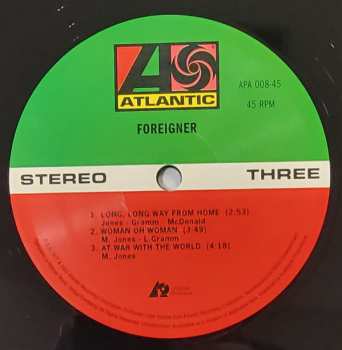 ATLANTIC
APA 008-45
FOREIGNER
45 RPM
STEREO THREE
1. LONG, LONG WAY FROM HOME (2:53)
Jones - Gramm - McDonald
2. WOMAN OH WOMAN (3:49)
M. Jones - L.Gramm
3. AT WAR WITH THE WORLD (4:18)
M. Jones